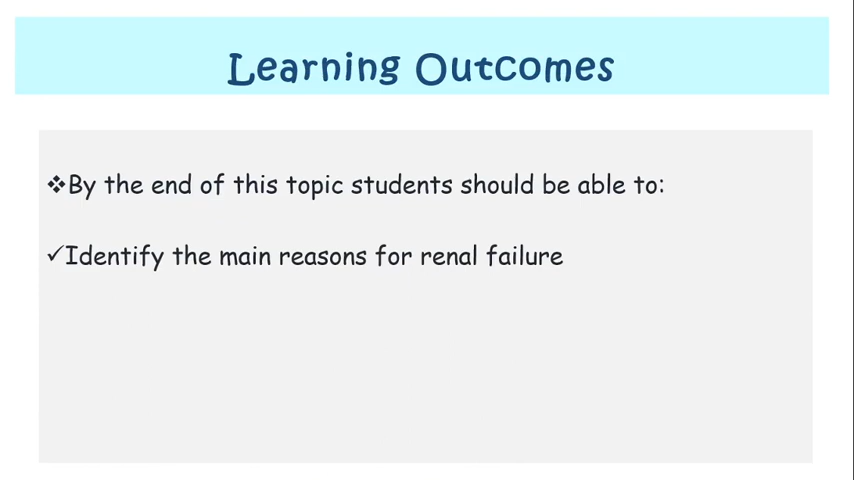 Learning Outcomes
❖By the end of this topic students should be able to:
✓Identify the main reasons for renal failure